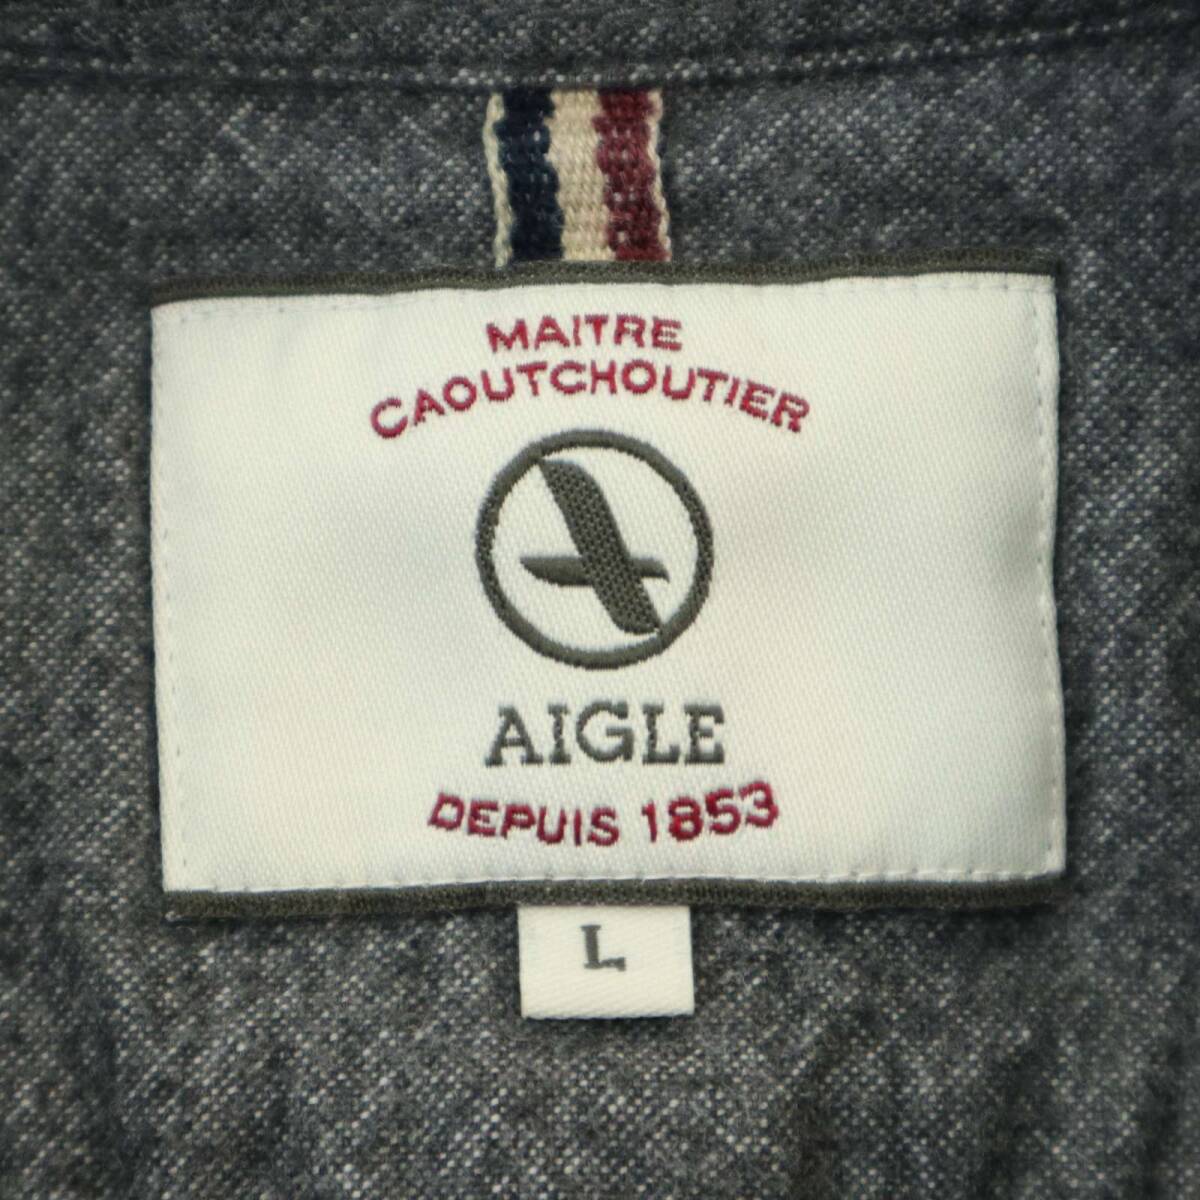 MAITRE
CAOUTCHOUTIER
AIGLE
DEPUIS 1853
L